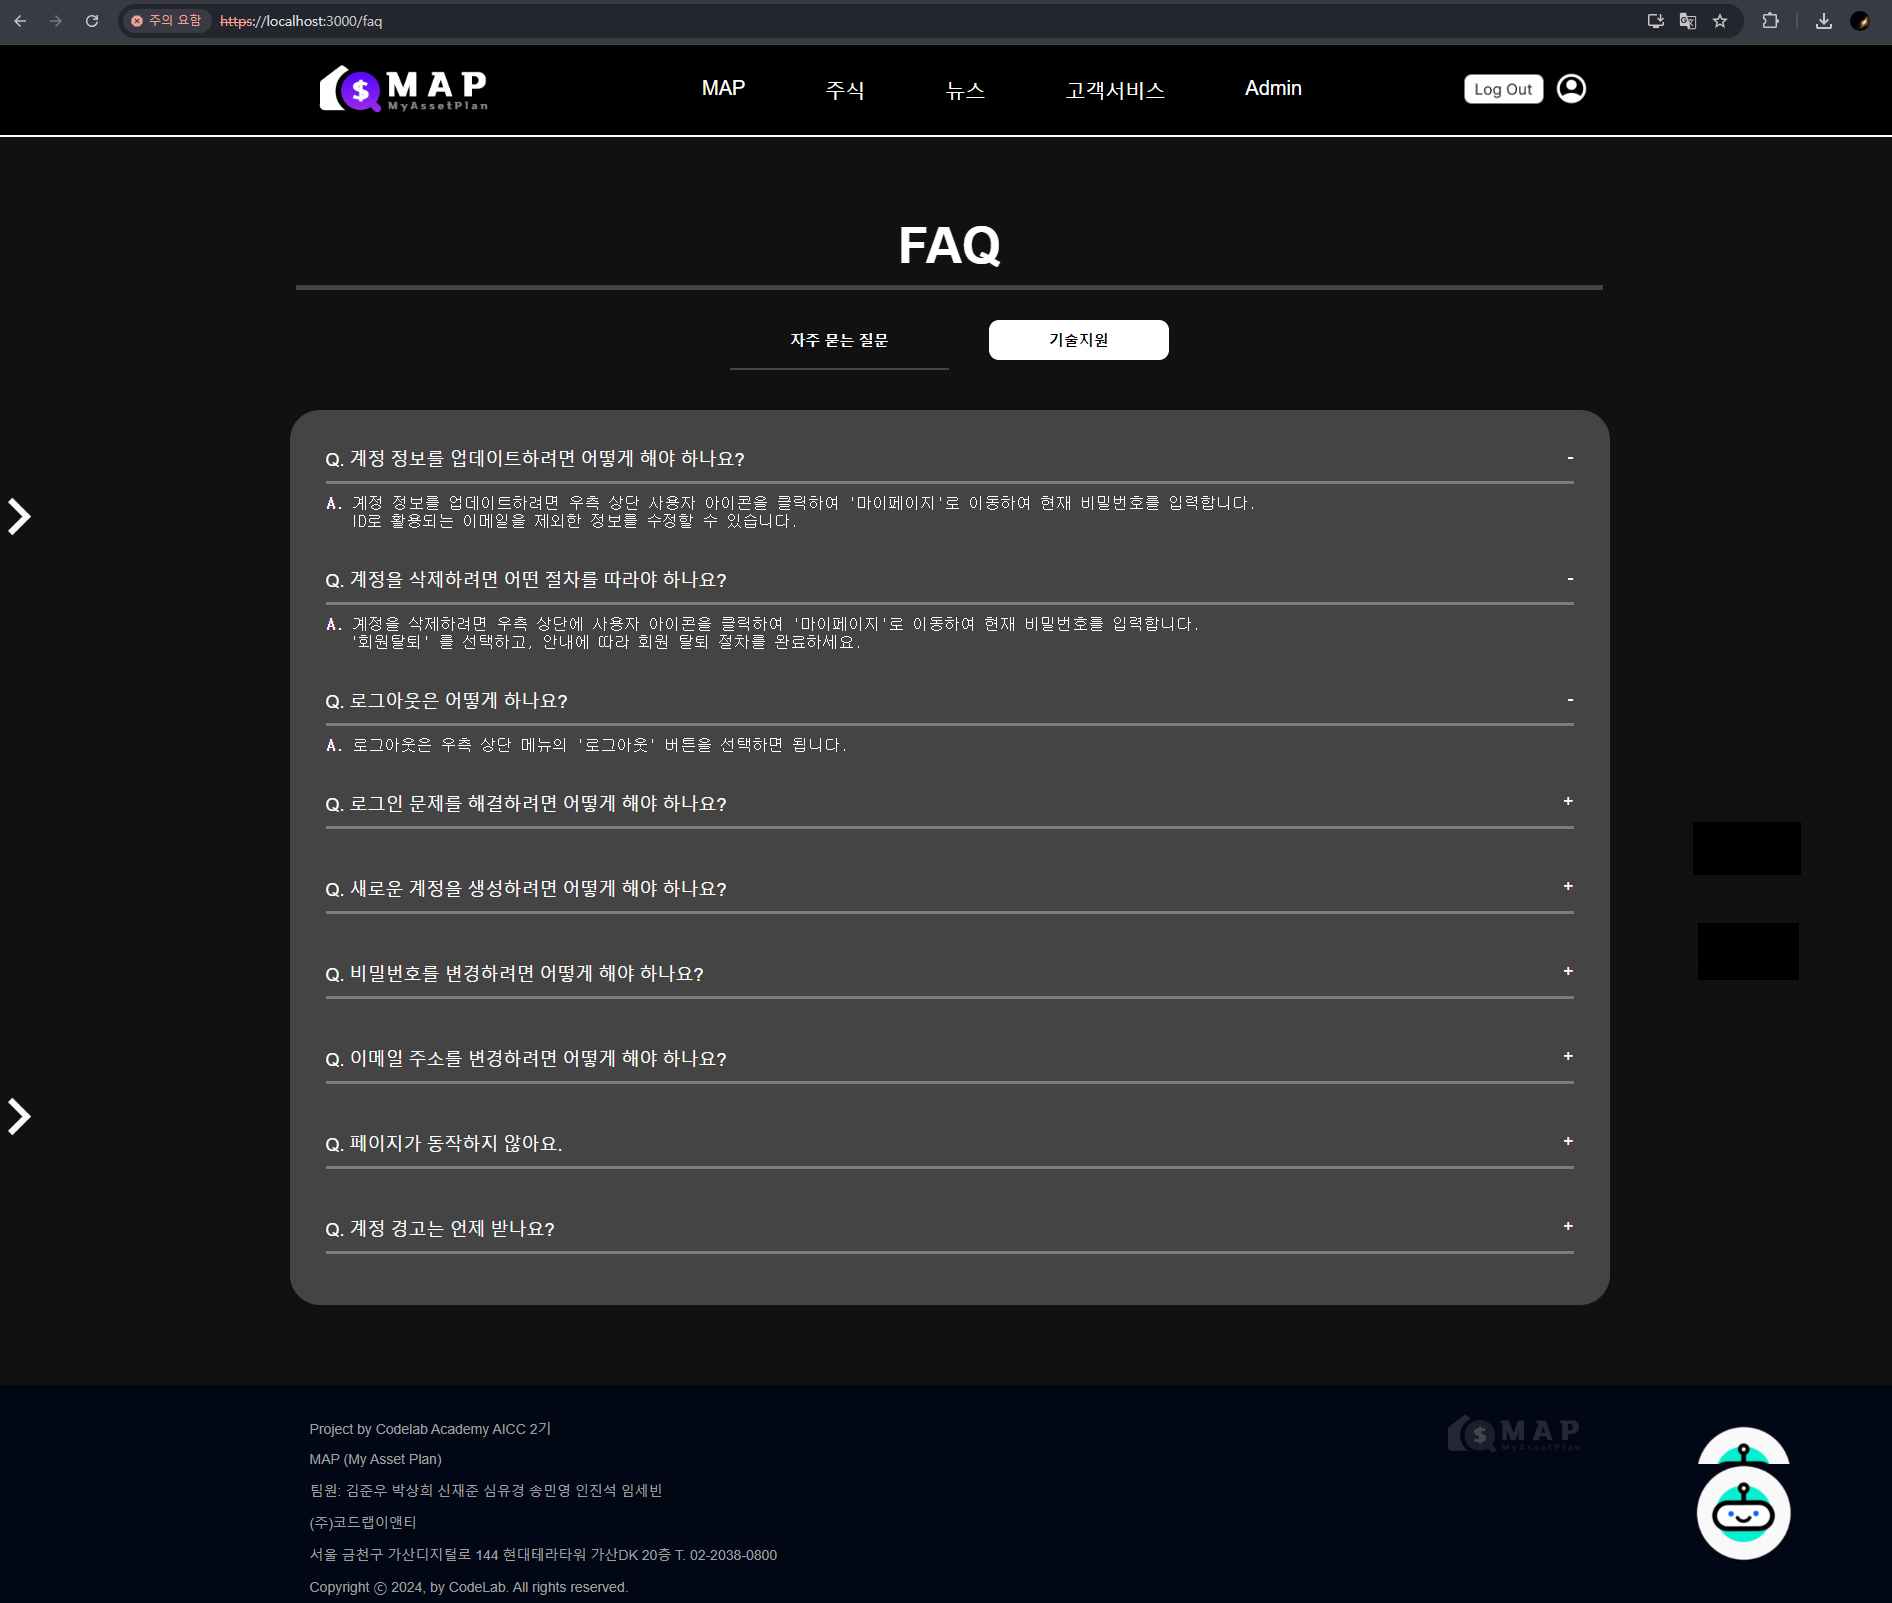 주의 요함
https://localhost:3000/faq
MAP
MyAssetPlan
MAP
주식
뉴스
고객서비스
Admin
Log Out
FAQ
자주 묻는 질문
기술지원
Q. 계정 정보를 업데이트하려면 어떻게 해야 하나요?
-
A. 계정 정보를 업데이트하려면 우측 상단 사용자 아이콘을 클릭하여 '마이페이지'로 이동하여 현재 비밀번호를 입력합니다.
ID로 활용되는 이메일을 제외한 정보를 수정할 수 있습니다.
Q. 계정을 삭제하려면 어떤 절차를 따라야 하나요?
-
A. 계정을 삭제하려면 우측 상단에 사용자 아이콘을 클릭하여 '마이페이지'로 이동하여 현재 비밀번호를 입력합니다.
'회원탈퇴' 를 선택하고, 안내에 따라 회원 탈퇴 절차를 완료하세요.
Q. 로그아웃은 어떻게 하나요?
-
A. 로그아웃은 우측 상단 메뉴의 '로그아웃' 버튼을 선택하면 됩니다.
Q. 로그인 문제를 해결하려면 어떻게 해야 하나요?
+
Q. 새로운 계정을 생성하려면 어떻게 해야 하나요?
+
Q. 비밀번호를 변경하려면 어떻게 해야 하나요?
+
Q. 이메일 주소를 변경하려면 어떻게 해야 하나요?
+
Q. 페이지가 동작하지 않아요.
+
Q. 계정 경고는 언제 받나요?
+
Project by Codelab Academy AICC 2기
MAP (My Asset Plan)
팀원: 김준우 박상희 신재준 심유경 송민영 인진석 임세빈
(주)코드랩이앤티
서울 금천구 가산디지털로 144 현대테라타워 가산DK 20층 T. 02-2038-0800
Copyright ⓒ 2024, by CodeLab. All rights reserved.
MAP
MyAssetPlan